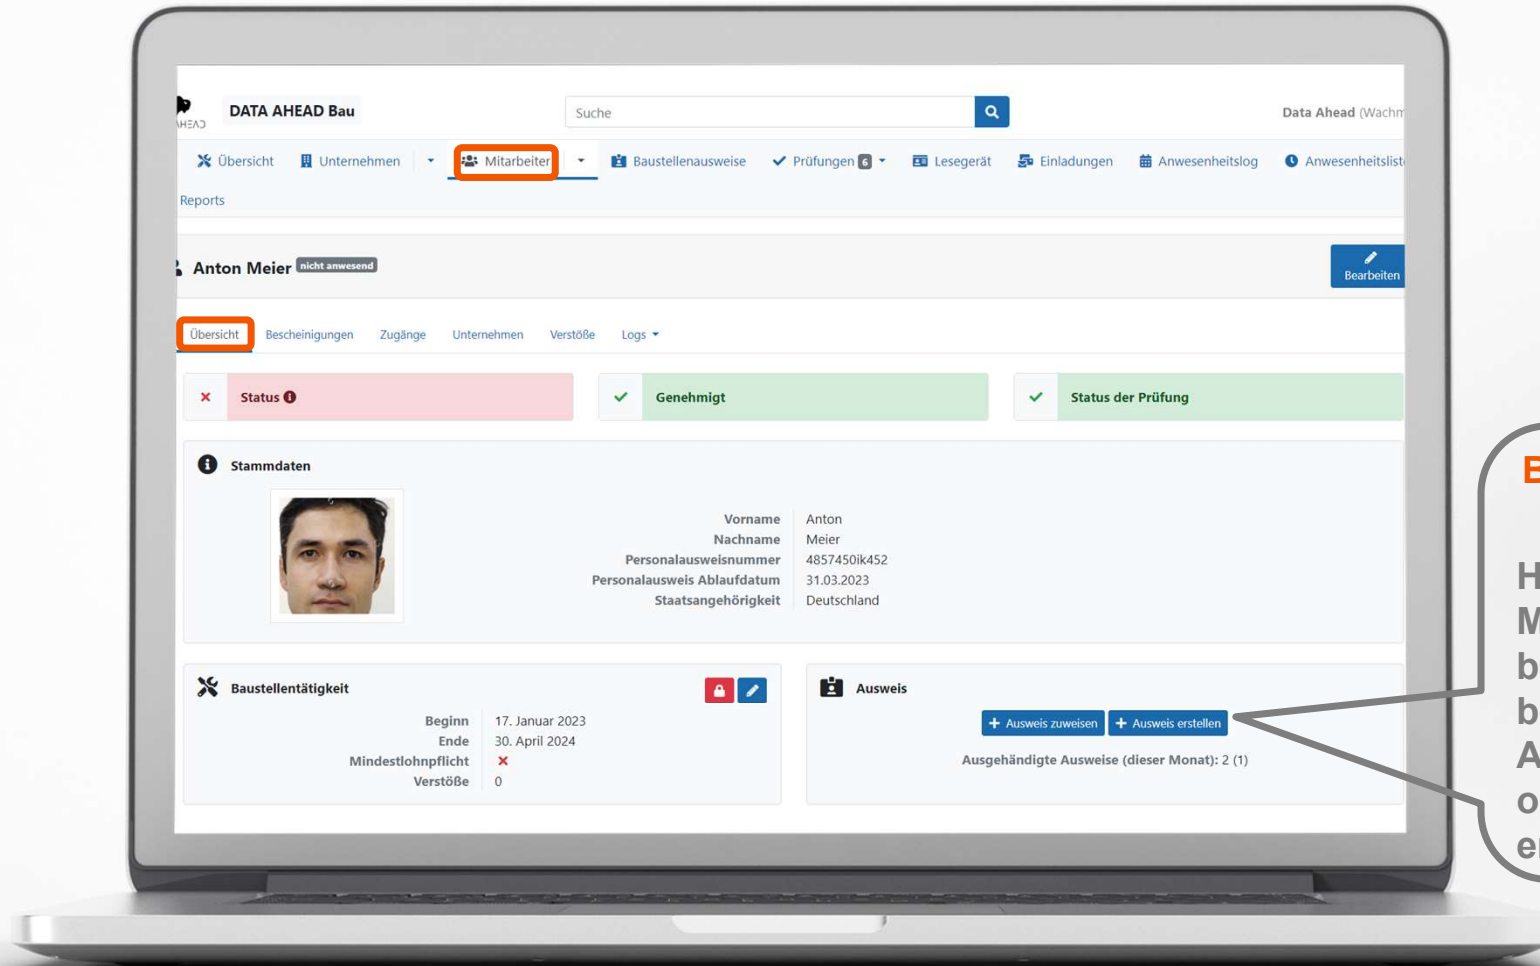 DATA AHEAD Bau
Suche
Data Ahead
Übersicht
Unternehmen
Mitarbeiter
Baustellenausweise
Prüfungen 6
Lesegerät
Einladungen
Anwesenheitslog
Reports
Anton Meier nicht anwesend
Bearbeiten
Übersicht
Bescheinigungen
Zugänge
Unternehmen
Verstöße
Logs
Status
Genehmigt
Status der Prüfung
Stammdaten
Vorname Anton
Nachname Meier
Personalausweisnummer 4857450ik452
Personalausweis Ablaufdatum 31.03.2023
Staatsangehörigkeit Deutschland
Baustellentätigkeit
Beginn 17. Januar 2023
Ende 30. April 2024
Mindestlohnpflicht
Verstöße 0
Ausweis
+ Ausweis zuweisen
+ Ausweis erstellen
Ausgehändigte Ausweise (dieser Monat): 2 (1)